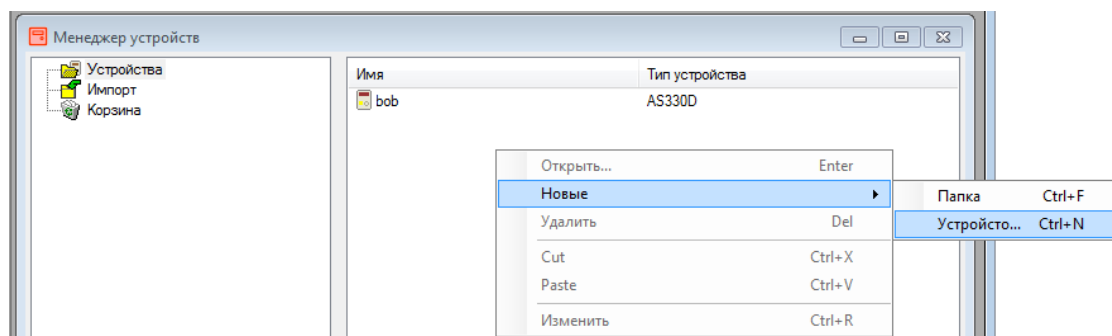 Менеджер устройств
Устройства
Импорт
Корзина
Имя Тип устройства
bob AS330D
Открыть... Enter
Новые
Удалить Del
Cut Ctrl+X
Paste Ctrl+V
Изменить Ctrl+R
Папка Ctrl+F
Устройсто... Ctrl+N